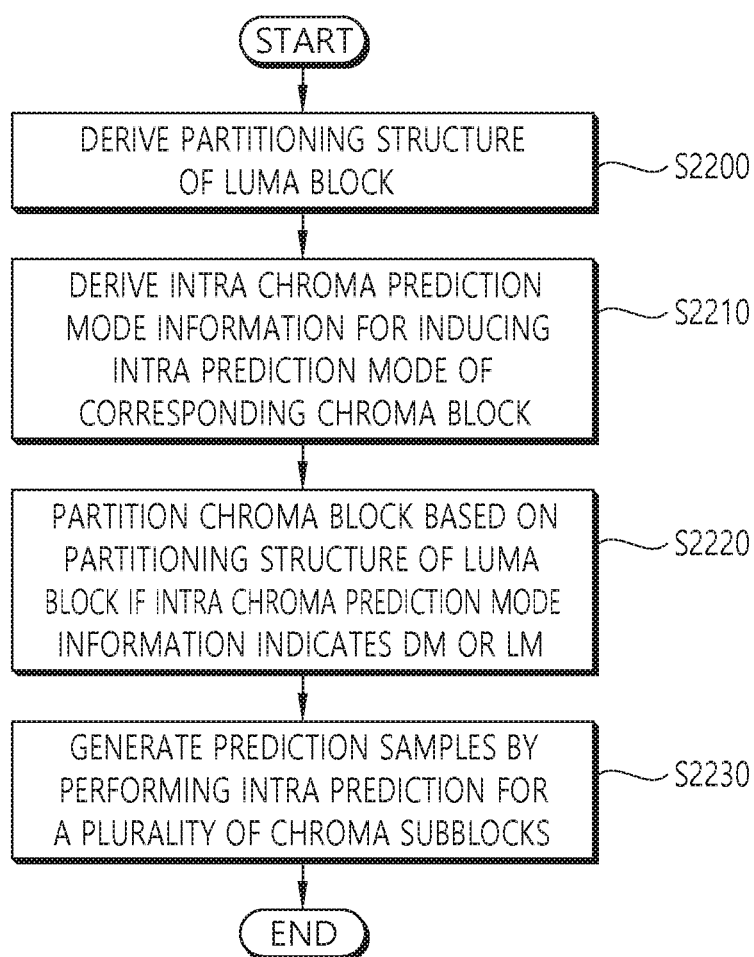 START
DERIVE PARTITIONING STRUCTURE
OF LUMA BLOCK
S2200
DERIVE INTRA CHROMA PREDICTION
MODE INFORMATION FOR INDUCING
INTRA PREDICTION MODE OF
CORRESPONDING CHROMA BLOCK
S2210
PARTITION CHROMA BLOCK BASED ON
PARTITIONING STRUCTURE OF LUMA
BLOCK IF INTRA CHROMA PREDICTION MODE
INFORMATION INDICATES DM OR LM
S2220
GENERATE PREDICTION SAMPLES BY
PERFORMING INTRA PREDICTION FOR
A PLURALITY OF CHROMA SUBBLOCKS
S2230
END